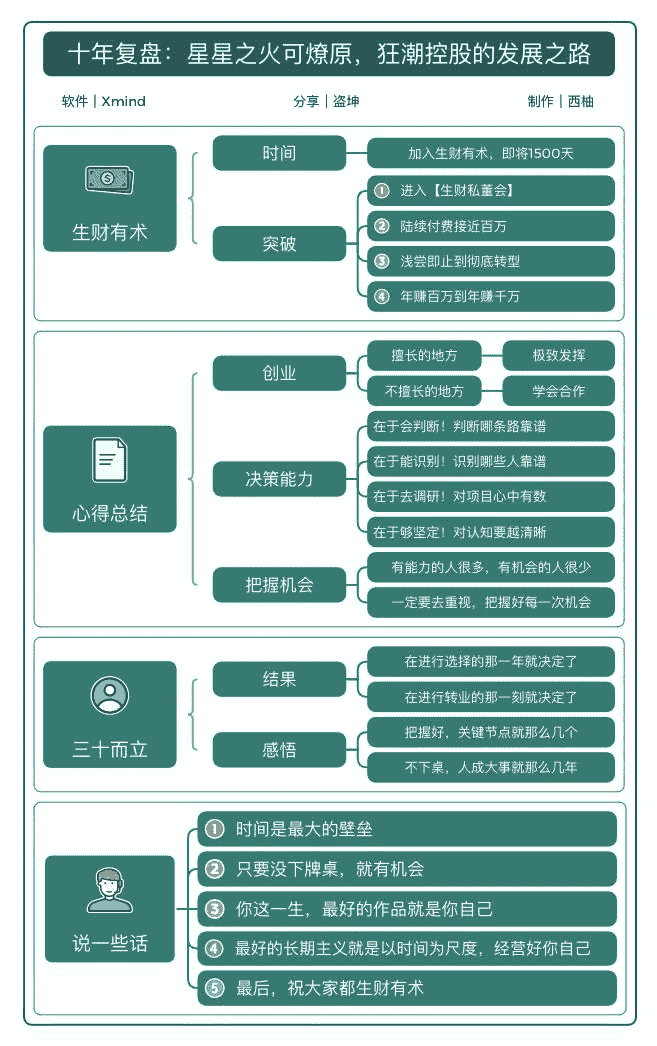 十年复盘：星星之火可燎原，狂潮控股的发展之路
软件 | Xmind
分享 | 盗坤
制作 | 西柚
生财有术
时间
加入生财有术，即将1500天
突破
① 进入【生财私董会】
② 陆续付费接近百万
③ 浅尝即止到彻底转型
④ 年赚百万到年赚千万
心得总结
创业
擅长的地方
极致发挥
不擅长的地方
学会合作
决策能力
在于会判断！判断哪条路靠谱
在于能识别！识别哪些人靠谱
在于去调研！对项目心中有数
在于够坚定！对认知要越清晰
把握机会
有能力的人很多，有机会的人很少
一定要去重视，把握好每一次机会
三十而立
结果
在进行选择的那一年就决定了
在进行转业的那一刻就决定了
感悟
把握好，关键节点就那么几个
不下桌，人成大事就那么几年
说一些话
① 时间是最大的壁垒
② 只要没下牌桌，就有机会
③ 你这一生，最好的作品就是你自己
④ 最好的长期主义就是以时间为尺度，经营好你自己
⑤ 最后，祝大家都生财有术